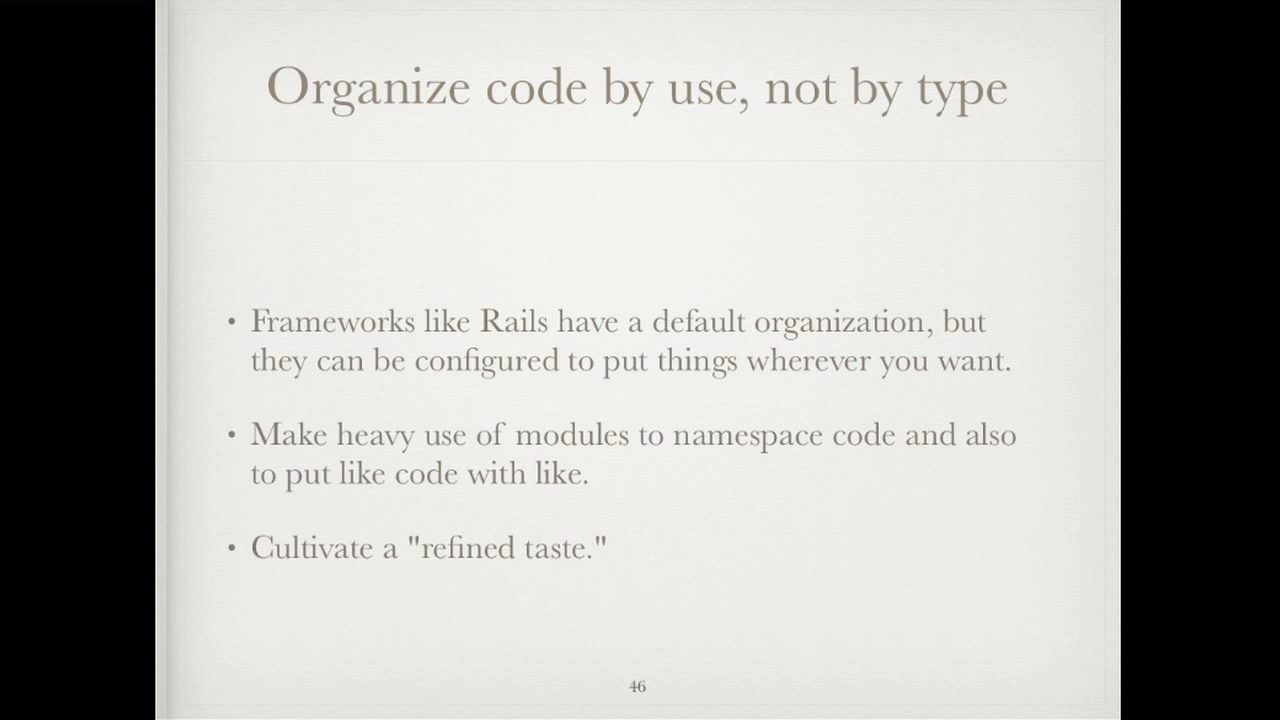 Organize code by use, not by type
• Frameworks like Rails have a default organization, but
they can be configured to put things wherever you want.
• Make heavy use of modules to namespace code and also
to put like code with like.
• Cultivate a "refined taste."
46